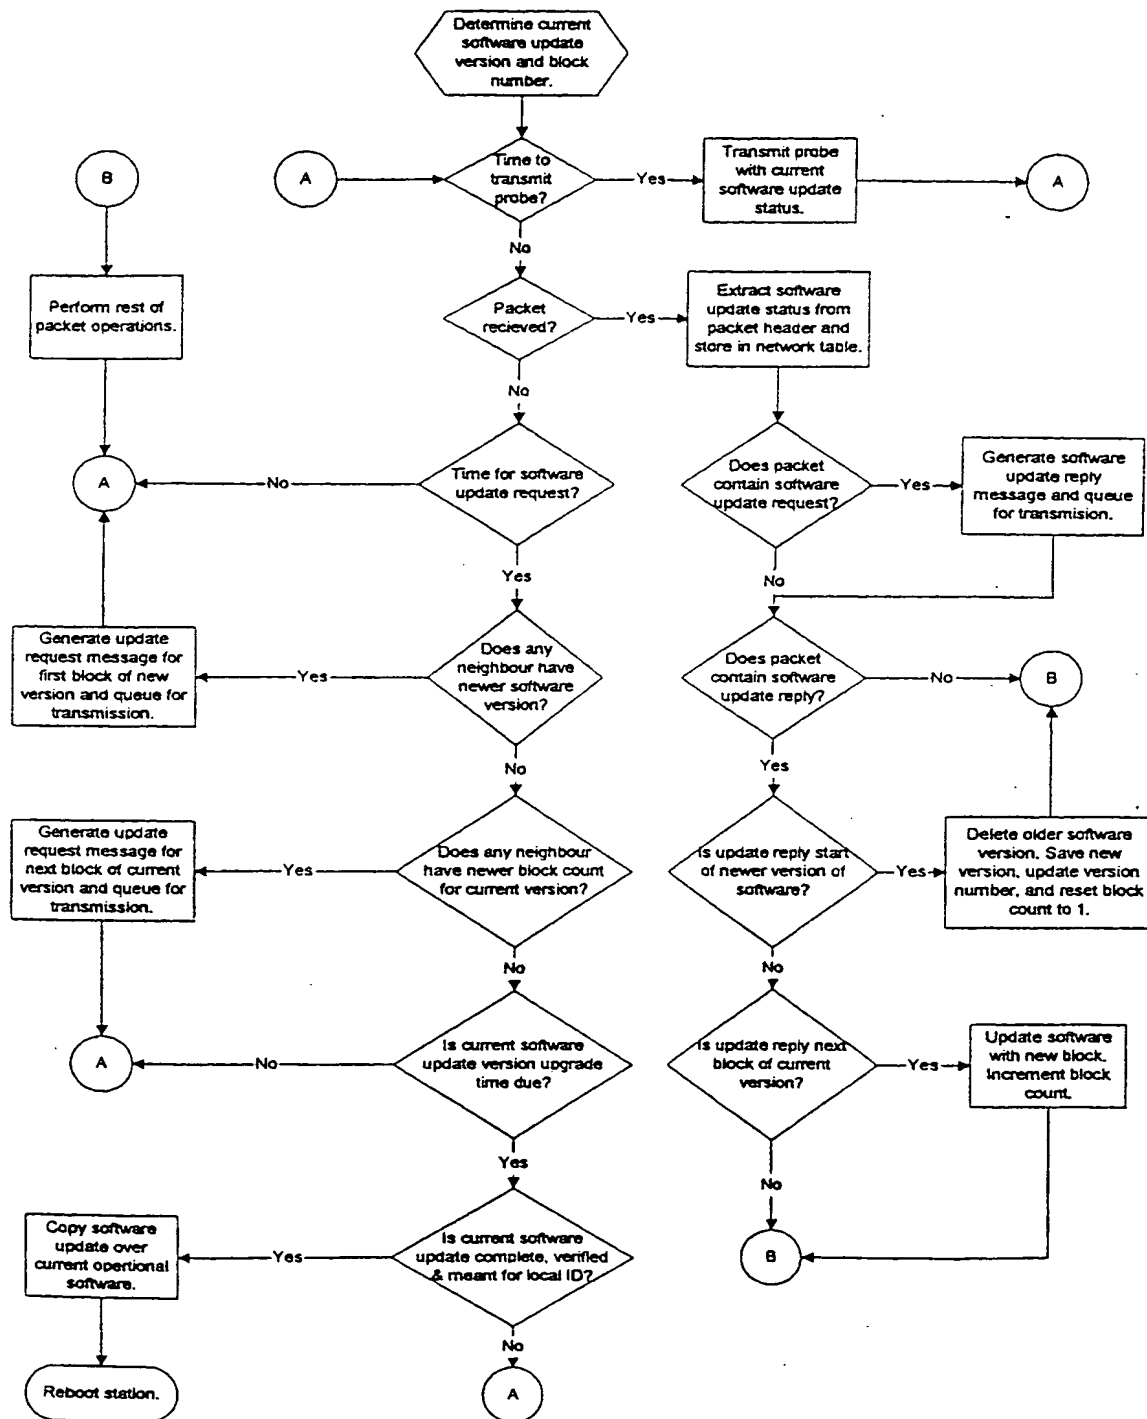 Determine current
software update
version and block
number.
B
A
Time to
transmit
probe?
Yes
Transmit probe
with current
software update
status.
A
No
Perform rest of
packet operations.
Packet
recieved?
Yes
Extract software
update status from
packet header and
store in network table.
No
A
No
Time for software
update request?
Does packet
contain software
update request?
Yes
Generate software
update reply
message and queue
for transmision.
Yes
No
Generate update
request message for
first block of new
version and queue for
transmission.
Yes
Does any
neighbour have
newer software
version?
Does packet
contain software
update reply?
No
B
No
Yes
Generate update
request message for
next block of current
version and queue for
transmission.
Yes
Does any neighbour
have newer block count
for current version?
Is update reply start
of newer version of
software?
Yes
Delete older software
version. Save new
version, update version
number, and reset block
count to 1.
No
No
A
No
Is current software
update version upgrade
time due?
Is update reply next
block of current
version?
Yes
Update software
with new block.
Increment block
count.
Yes
No
Copy software
update over
current opertional
software.
Yes
Is current software
update complete, verified
& meant for local ID?
B
No
Reboot station.
A